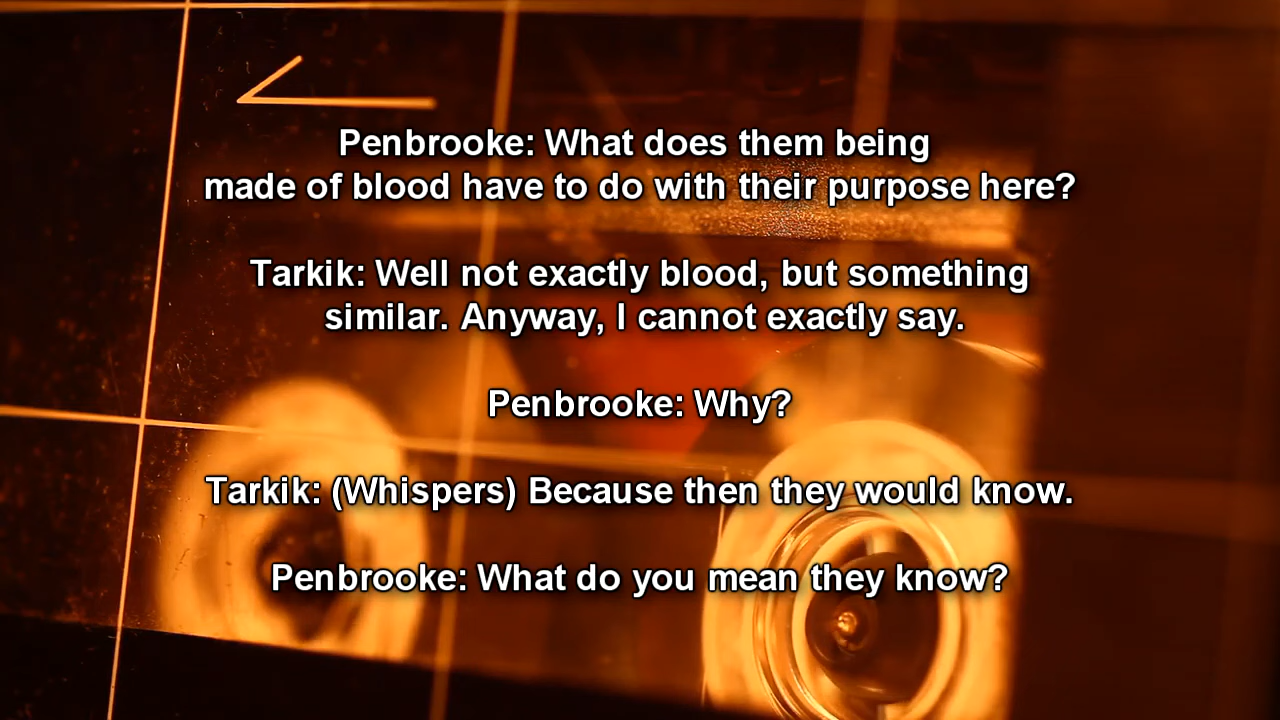 Penbrooke: What does them being
made of blood have to do with their purpose here?
Tarkik: Well not exactly blood, but something
similar. Anyway, I cannot exactly say.
Penbrooke: Why?
Tarkik: (Whispers) Because then they would know.
Penbrooke: What do you mean they know?